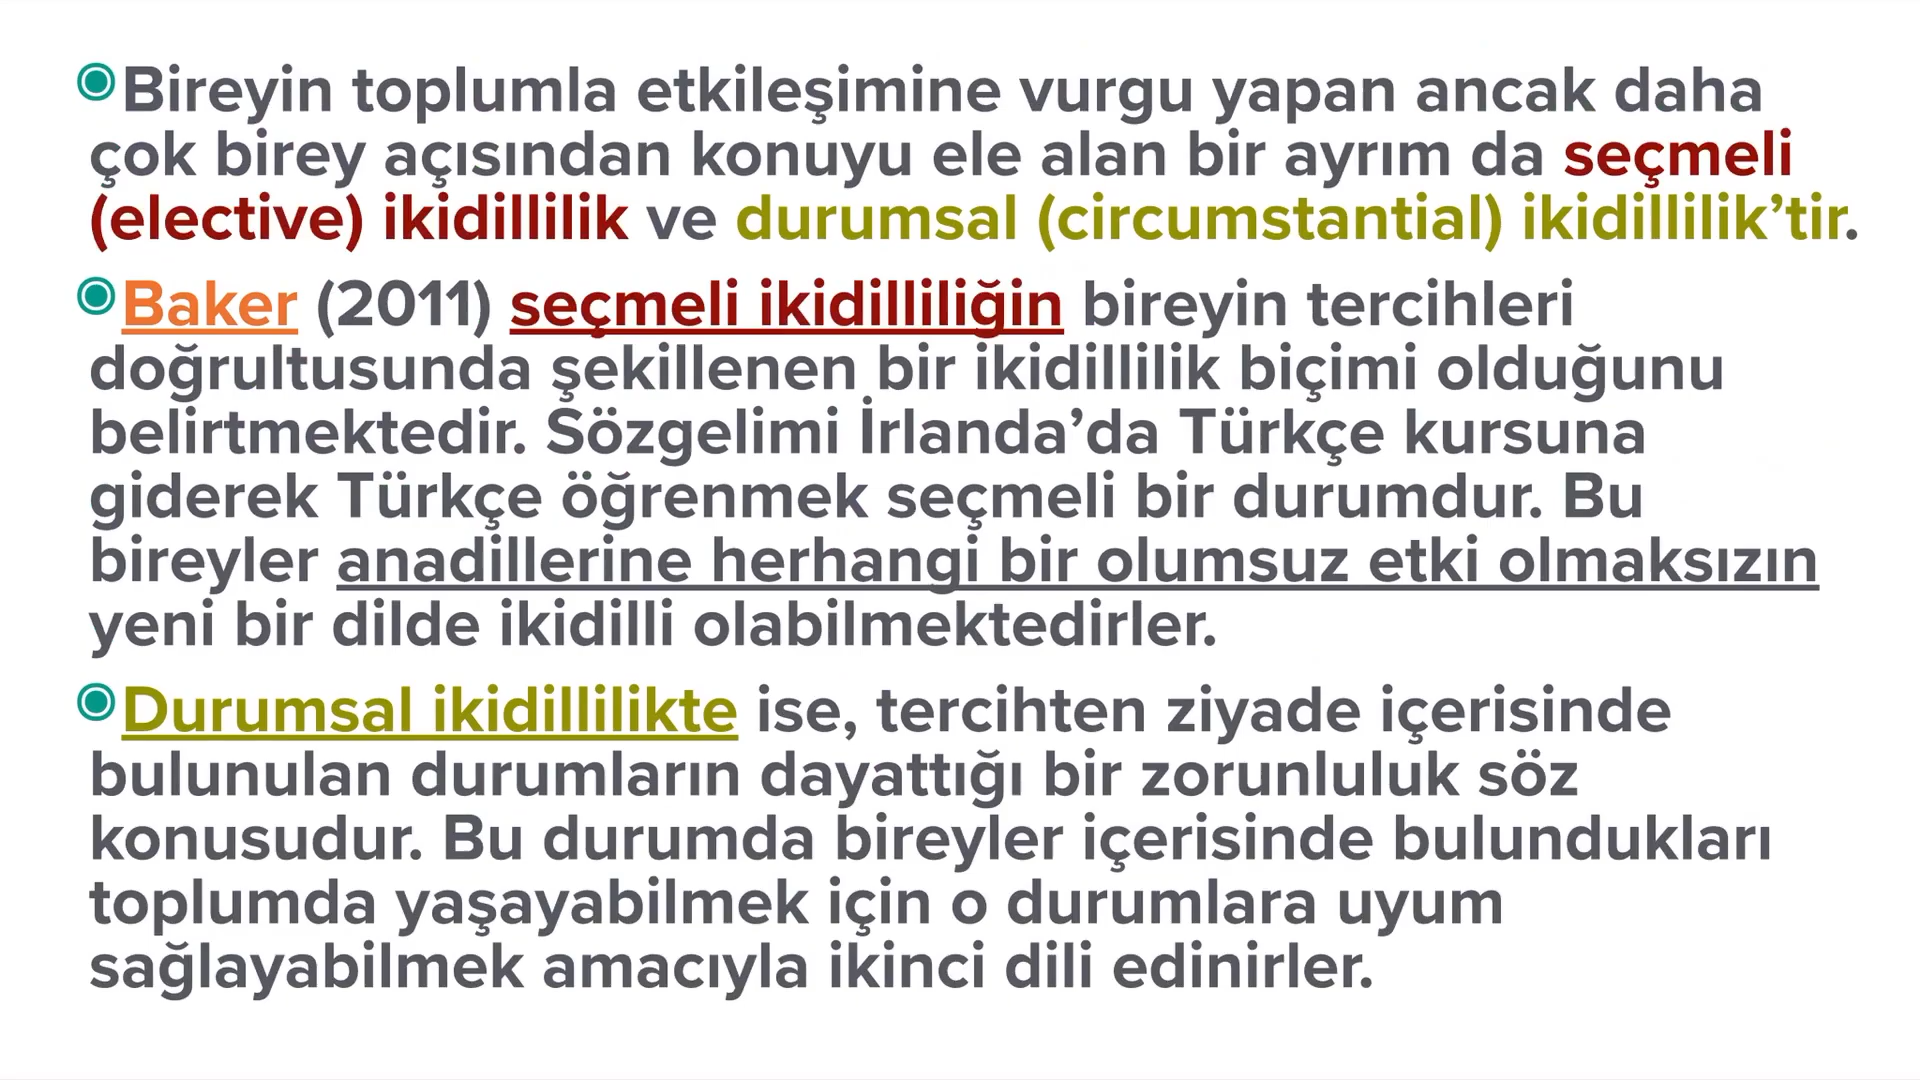 Bireyin toplumla etkileşimine vurgu yapan ancak daha
çok birey açısından konuyu ele alan bir ayrım da seçmeli
(elective) ikidillilik ve durumsal (circumstantial) ikidillilik’tir.
Baker (2011) seçmeli ikidilliliğin bireyin tercihleri
doğrultusunda şekillenen bir ikidillilik biçimi olduğunu
belirtmektedir. Sözgelimi İrlanda’da Türkçe kursuna
giderek Türkçe öğrenmek seçmeli bir durumdur. Bu
bireyler anadillerine herhangi bir olumsuz etki olmaksızın
yeni bir dilde ikidilli olabilmektedirler.
Durumsal ikidillilikte ise, tercihten ziyade içerisinde
bulunulan durumların dayattığı bir zorunluluk söz
konusudur. Bu durumda bireyler içerisinde bulundukları
toplumda yaşayabilmek için o durumlara uyum
sağlayabilmek amacıyla ikinci dili edinirler.